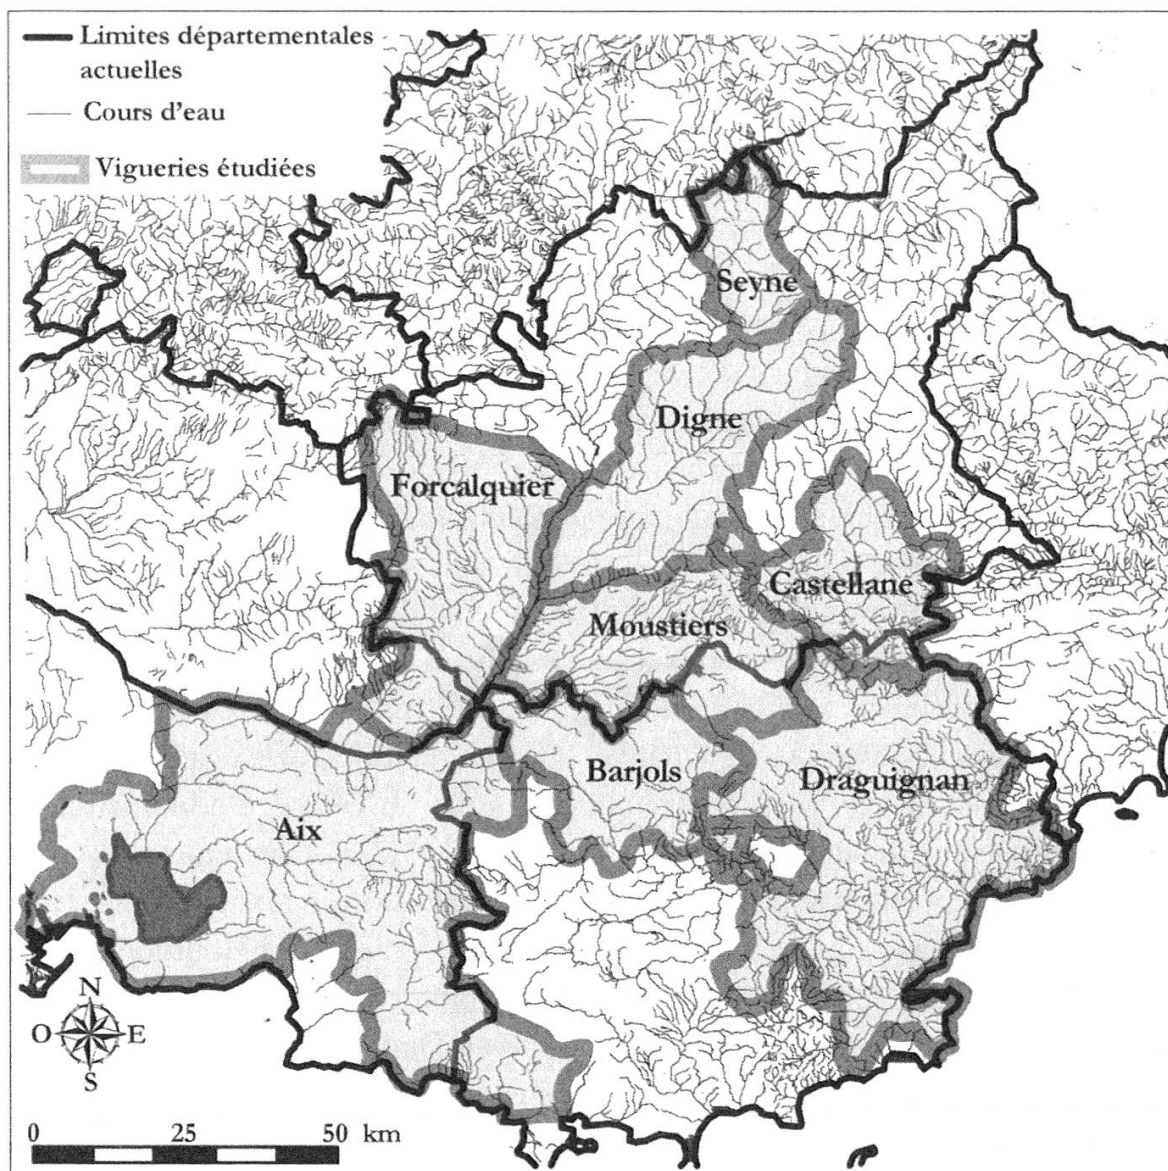 Limites départementales
actuelles
Cours d'eau
Vigueries étudiées
Seyne
Digne
Forcalquier
Castellane
Moustiers
Barjols
Draguignan
Aix
N
O E
S
0 25 50 km